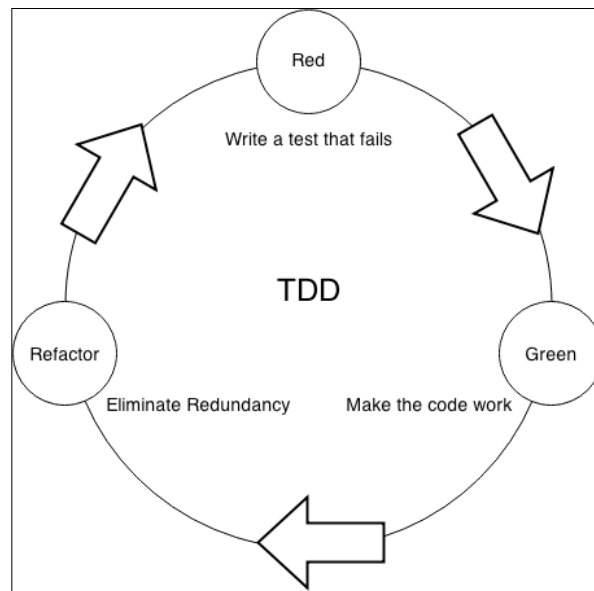 Red
Write a test that fails
TDD
Refactor
Green
Eliminate Redundancy
Make the code work